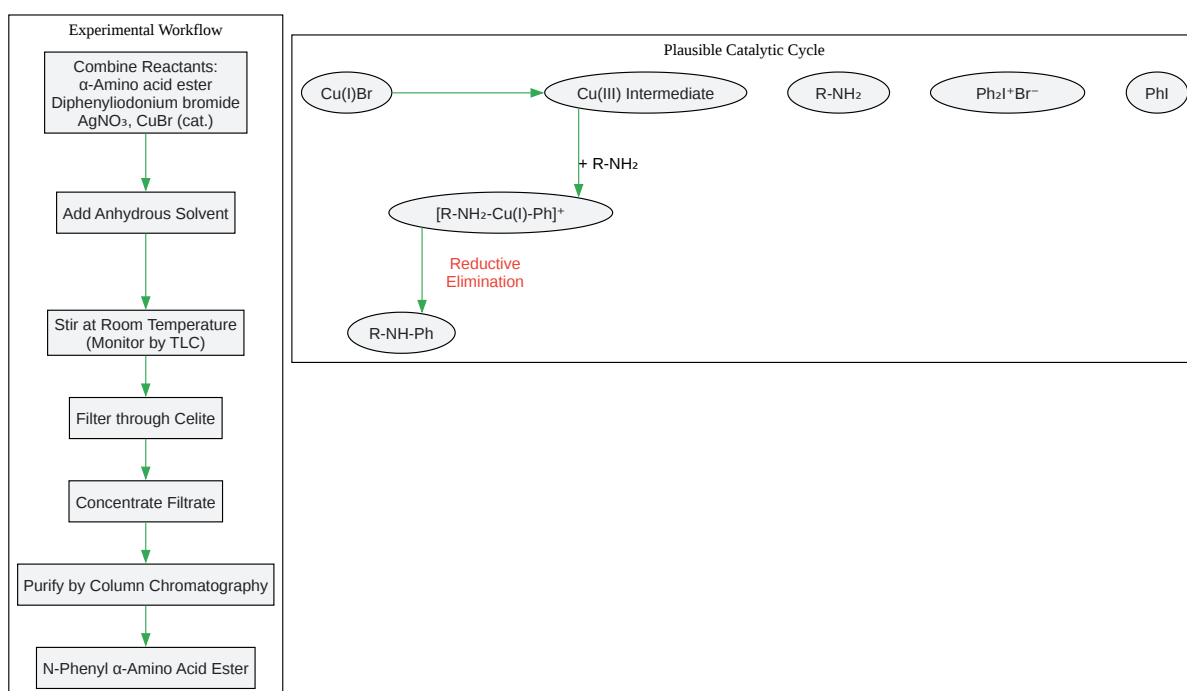 Experimental Workflow
Combine Reactants:
α-Amino acid ester
Diphenyliodonium bromide
AgNO₃, CuBr (cat.)
Add Anhydrous Solvent
Stir at Room Temperature
(Monitor by TLC)
Filter through Celite
Concentrate Filtrate
Purify by Column Chromatography
N-Phenyl α-Amino Acid Ester
Plausible Catalytic Cycle
Cu(I)Br
Cu(III) Intermediate
R-NH₂
Ph₂I⁺Br⁻
PhI
+ R-NH₂
[R-NH₂-Cu(I)-Ph]⁺
Reductive
Elimination
R-NH-Ph